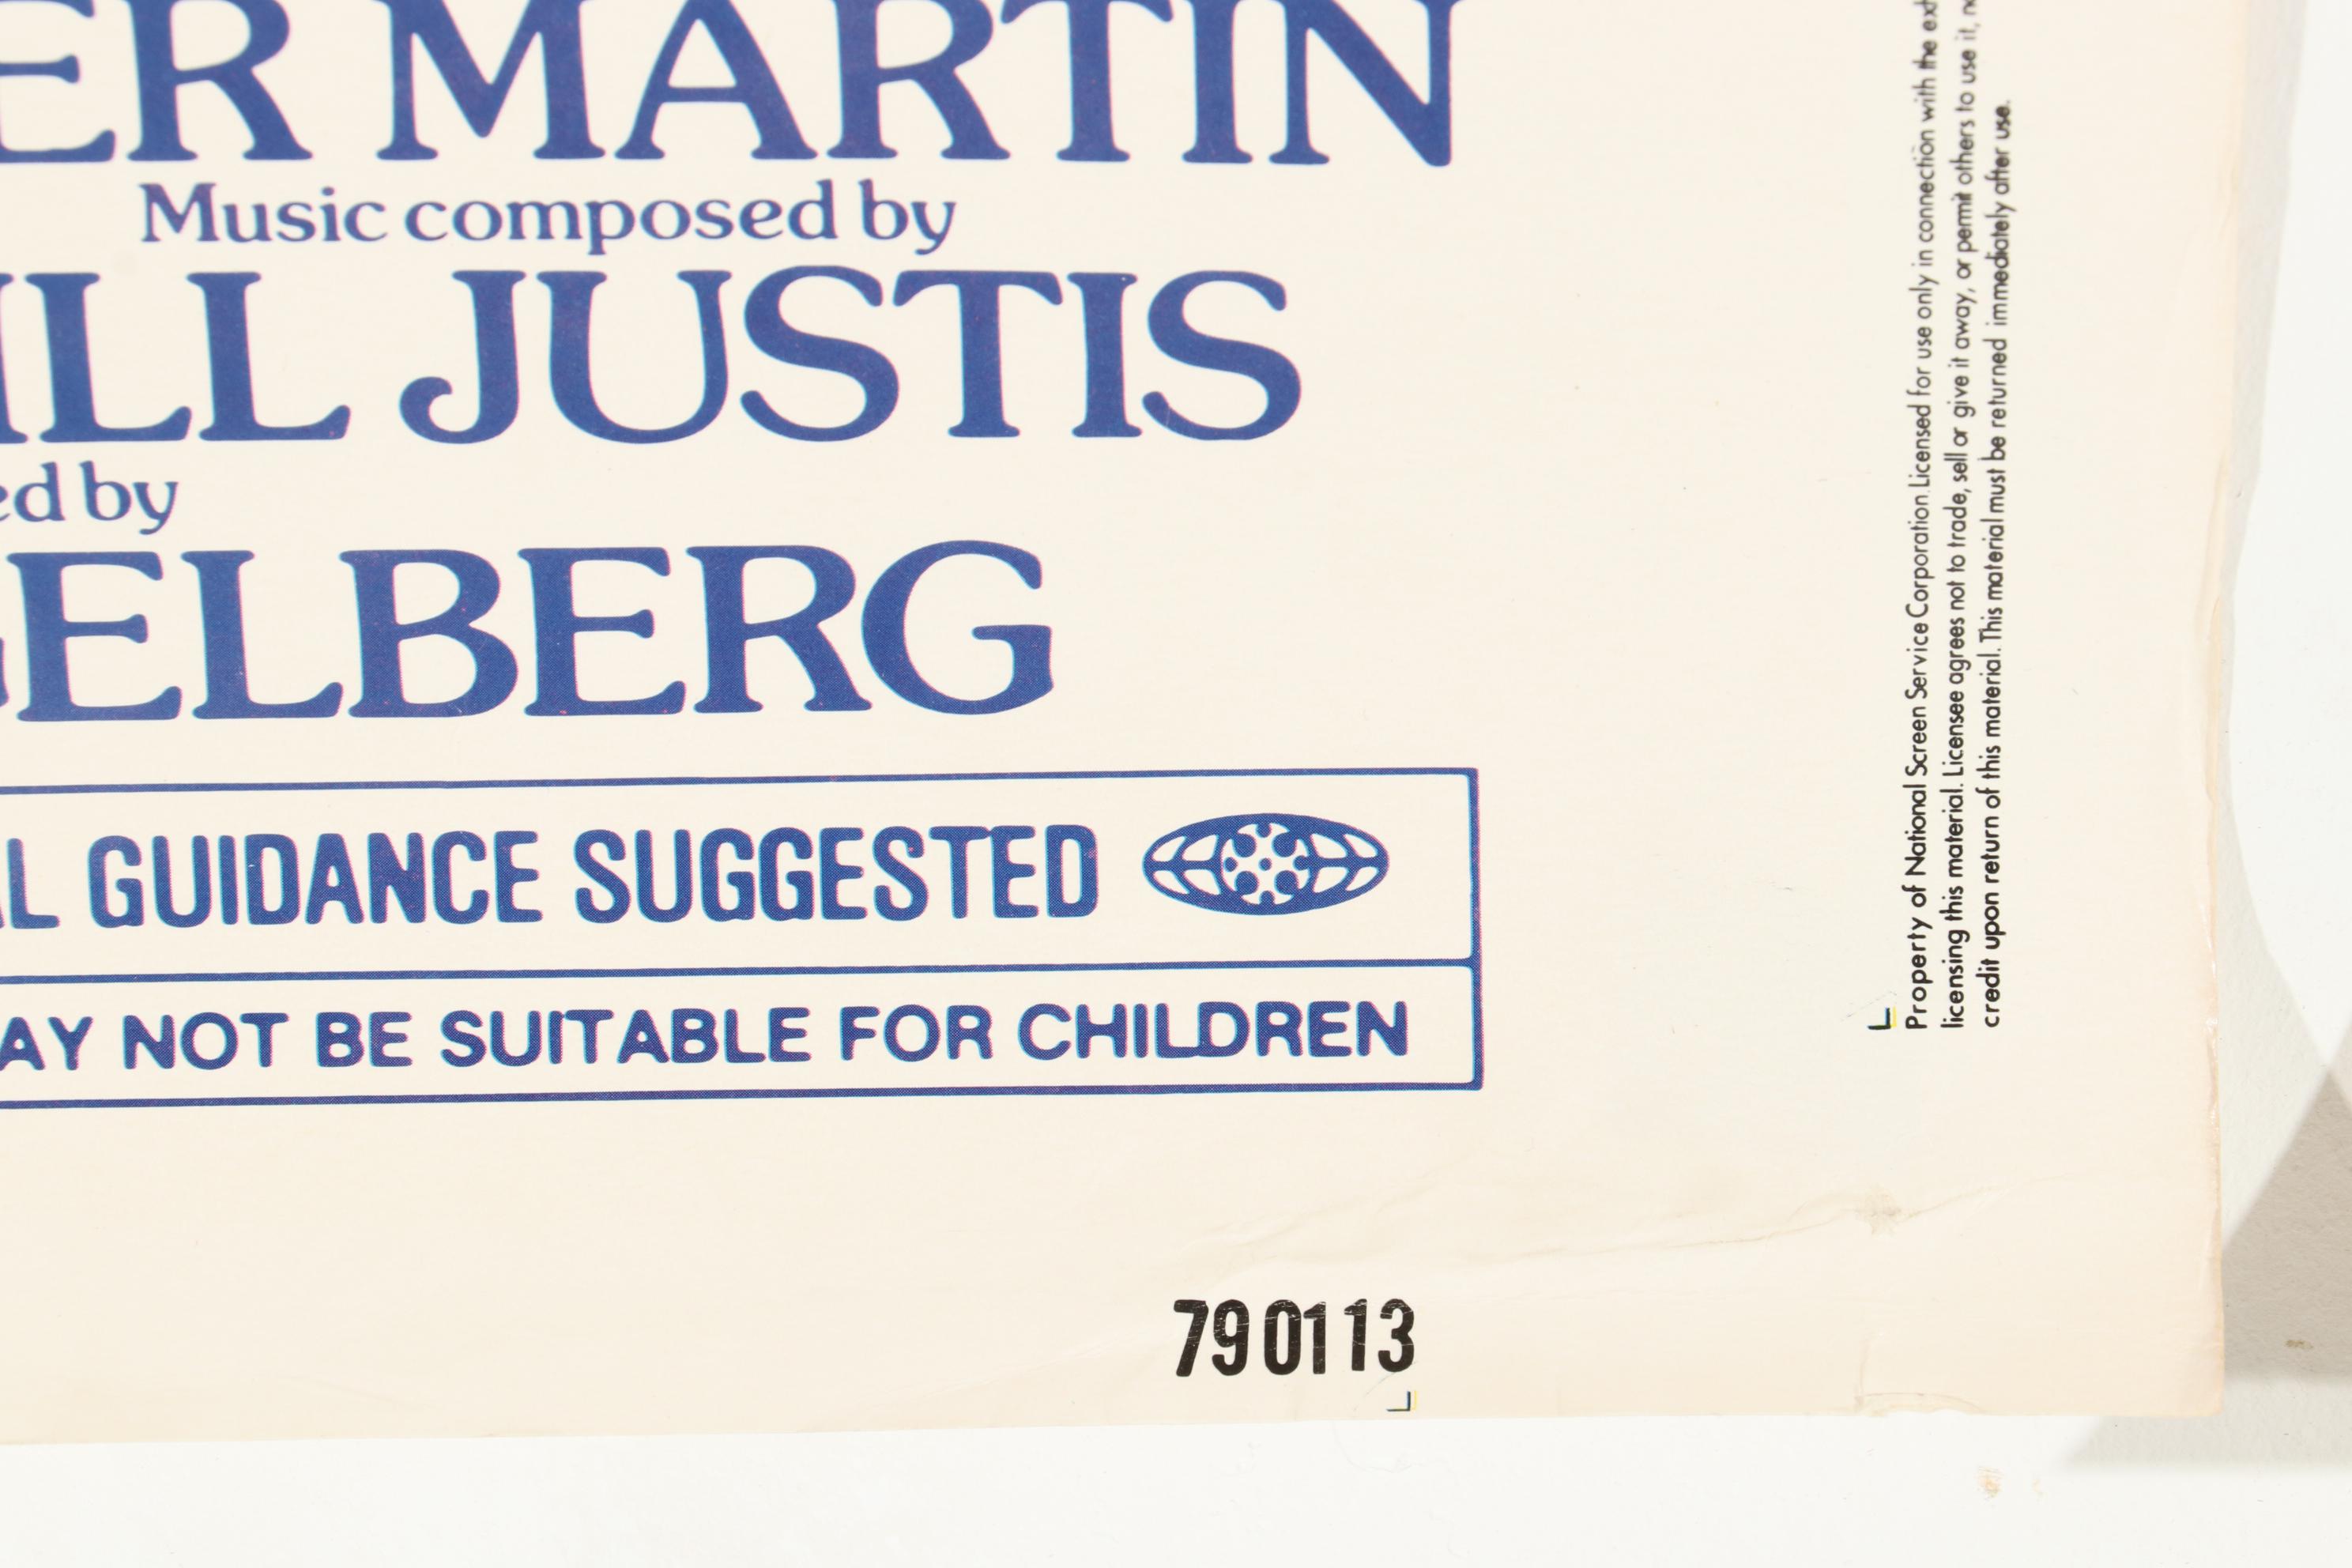 ER MARTIN
Music composed by
ILL JUSTIS
ed by
GELBERG
L GUIDANCE SUGGESTED
AY NOT BE SUITABLE FOR CHILDREN
790113
Property of National Screen Service Corporation. Licensed for use only in connection with the
licensing this material. Licensee agrees not to trade, sell or give it away, or permit others to use it,
credit upon return of this material. This material must be returned immediately after use.